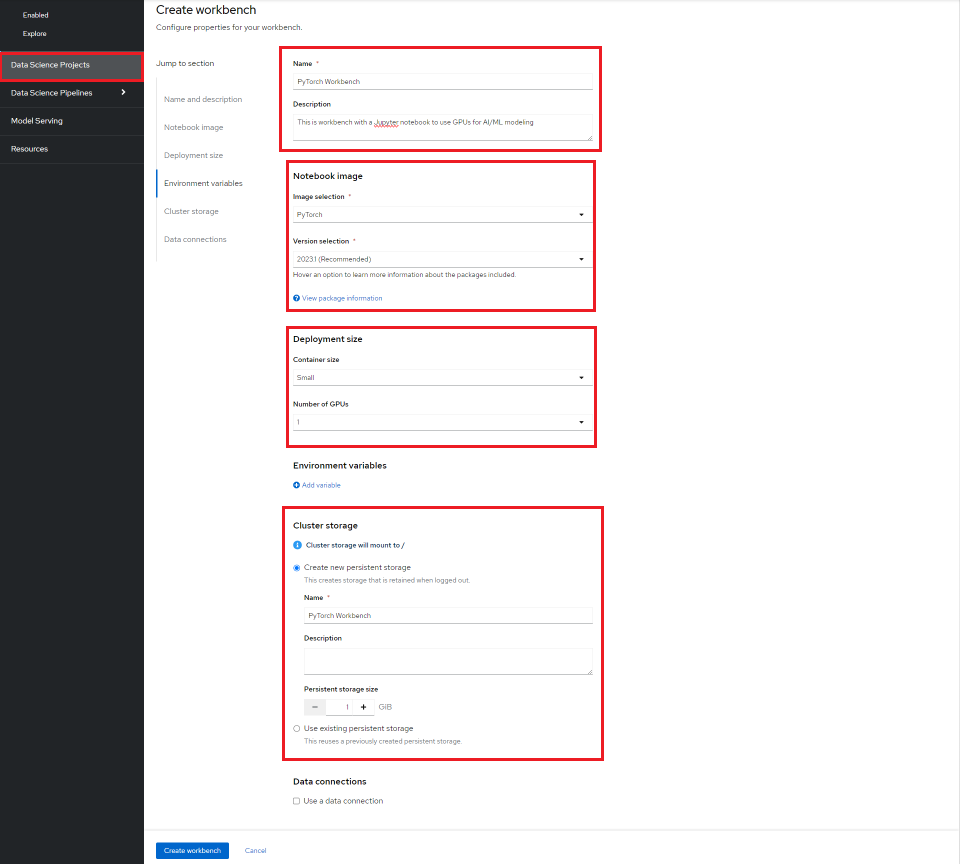 Enabled
Explore
Data Science Projects
Data Science Pipelines
Model Serving
Resources
Create workbench
Configure properties for your workbench.
Jump to section
Name and description
Notebook image
Deployment size
Environment variables
Cluster storage
Data connections
Name *
PyTorch Workbench
Description
This is workbench with a Jupyter notebook to use GPUs for AI/ML modeling
Notebook image
Image selection *
PyTorch
Version selection *
2023.1 (Recommended)
Hover an option to learn more information about the packages included.
View package information
Deployment size
Container size
Small
Number of GPUs
1
Environment variables
Add variable
Cluster storage
Cluster storage will mount to /
Create new persistent storage
This creates storage that is retained when logged out.
Name *
PyTorch Workbench
Description
Persistent storage size
− 1 + GiB
Use existing persistent storage
This reuses a previously created persistent storage.
Data connections
Use a data connection
Create workbench
Cancel